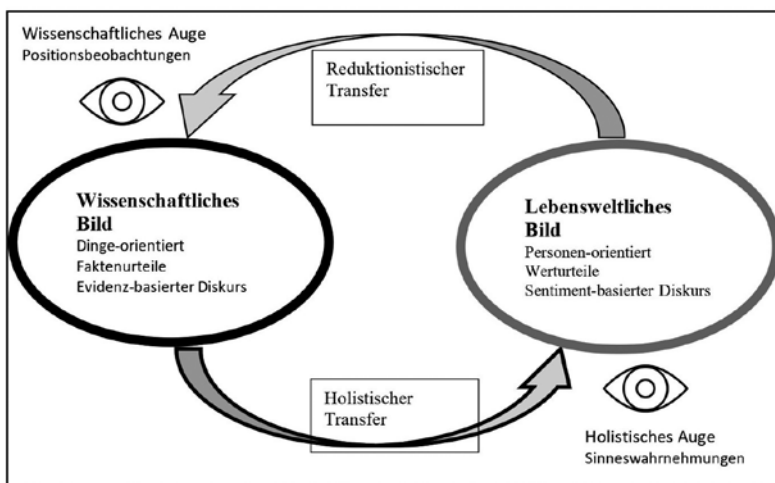 Wissenschaftliches Auge
Positionsbeobachtungen
Reduktionistischer
Transfer
Wissenschaftliches
Bild
Dinge-orientiert
Faktenurteile
Evidenz-basierter Diskurs
Lebensweltliches
Bild
Personen-orientiert
Werturteile
Sentiment-basierter Diskurs
Holistischer
Transfer
Holistisches Auge
Sinneswahrnehmungen